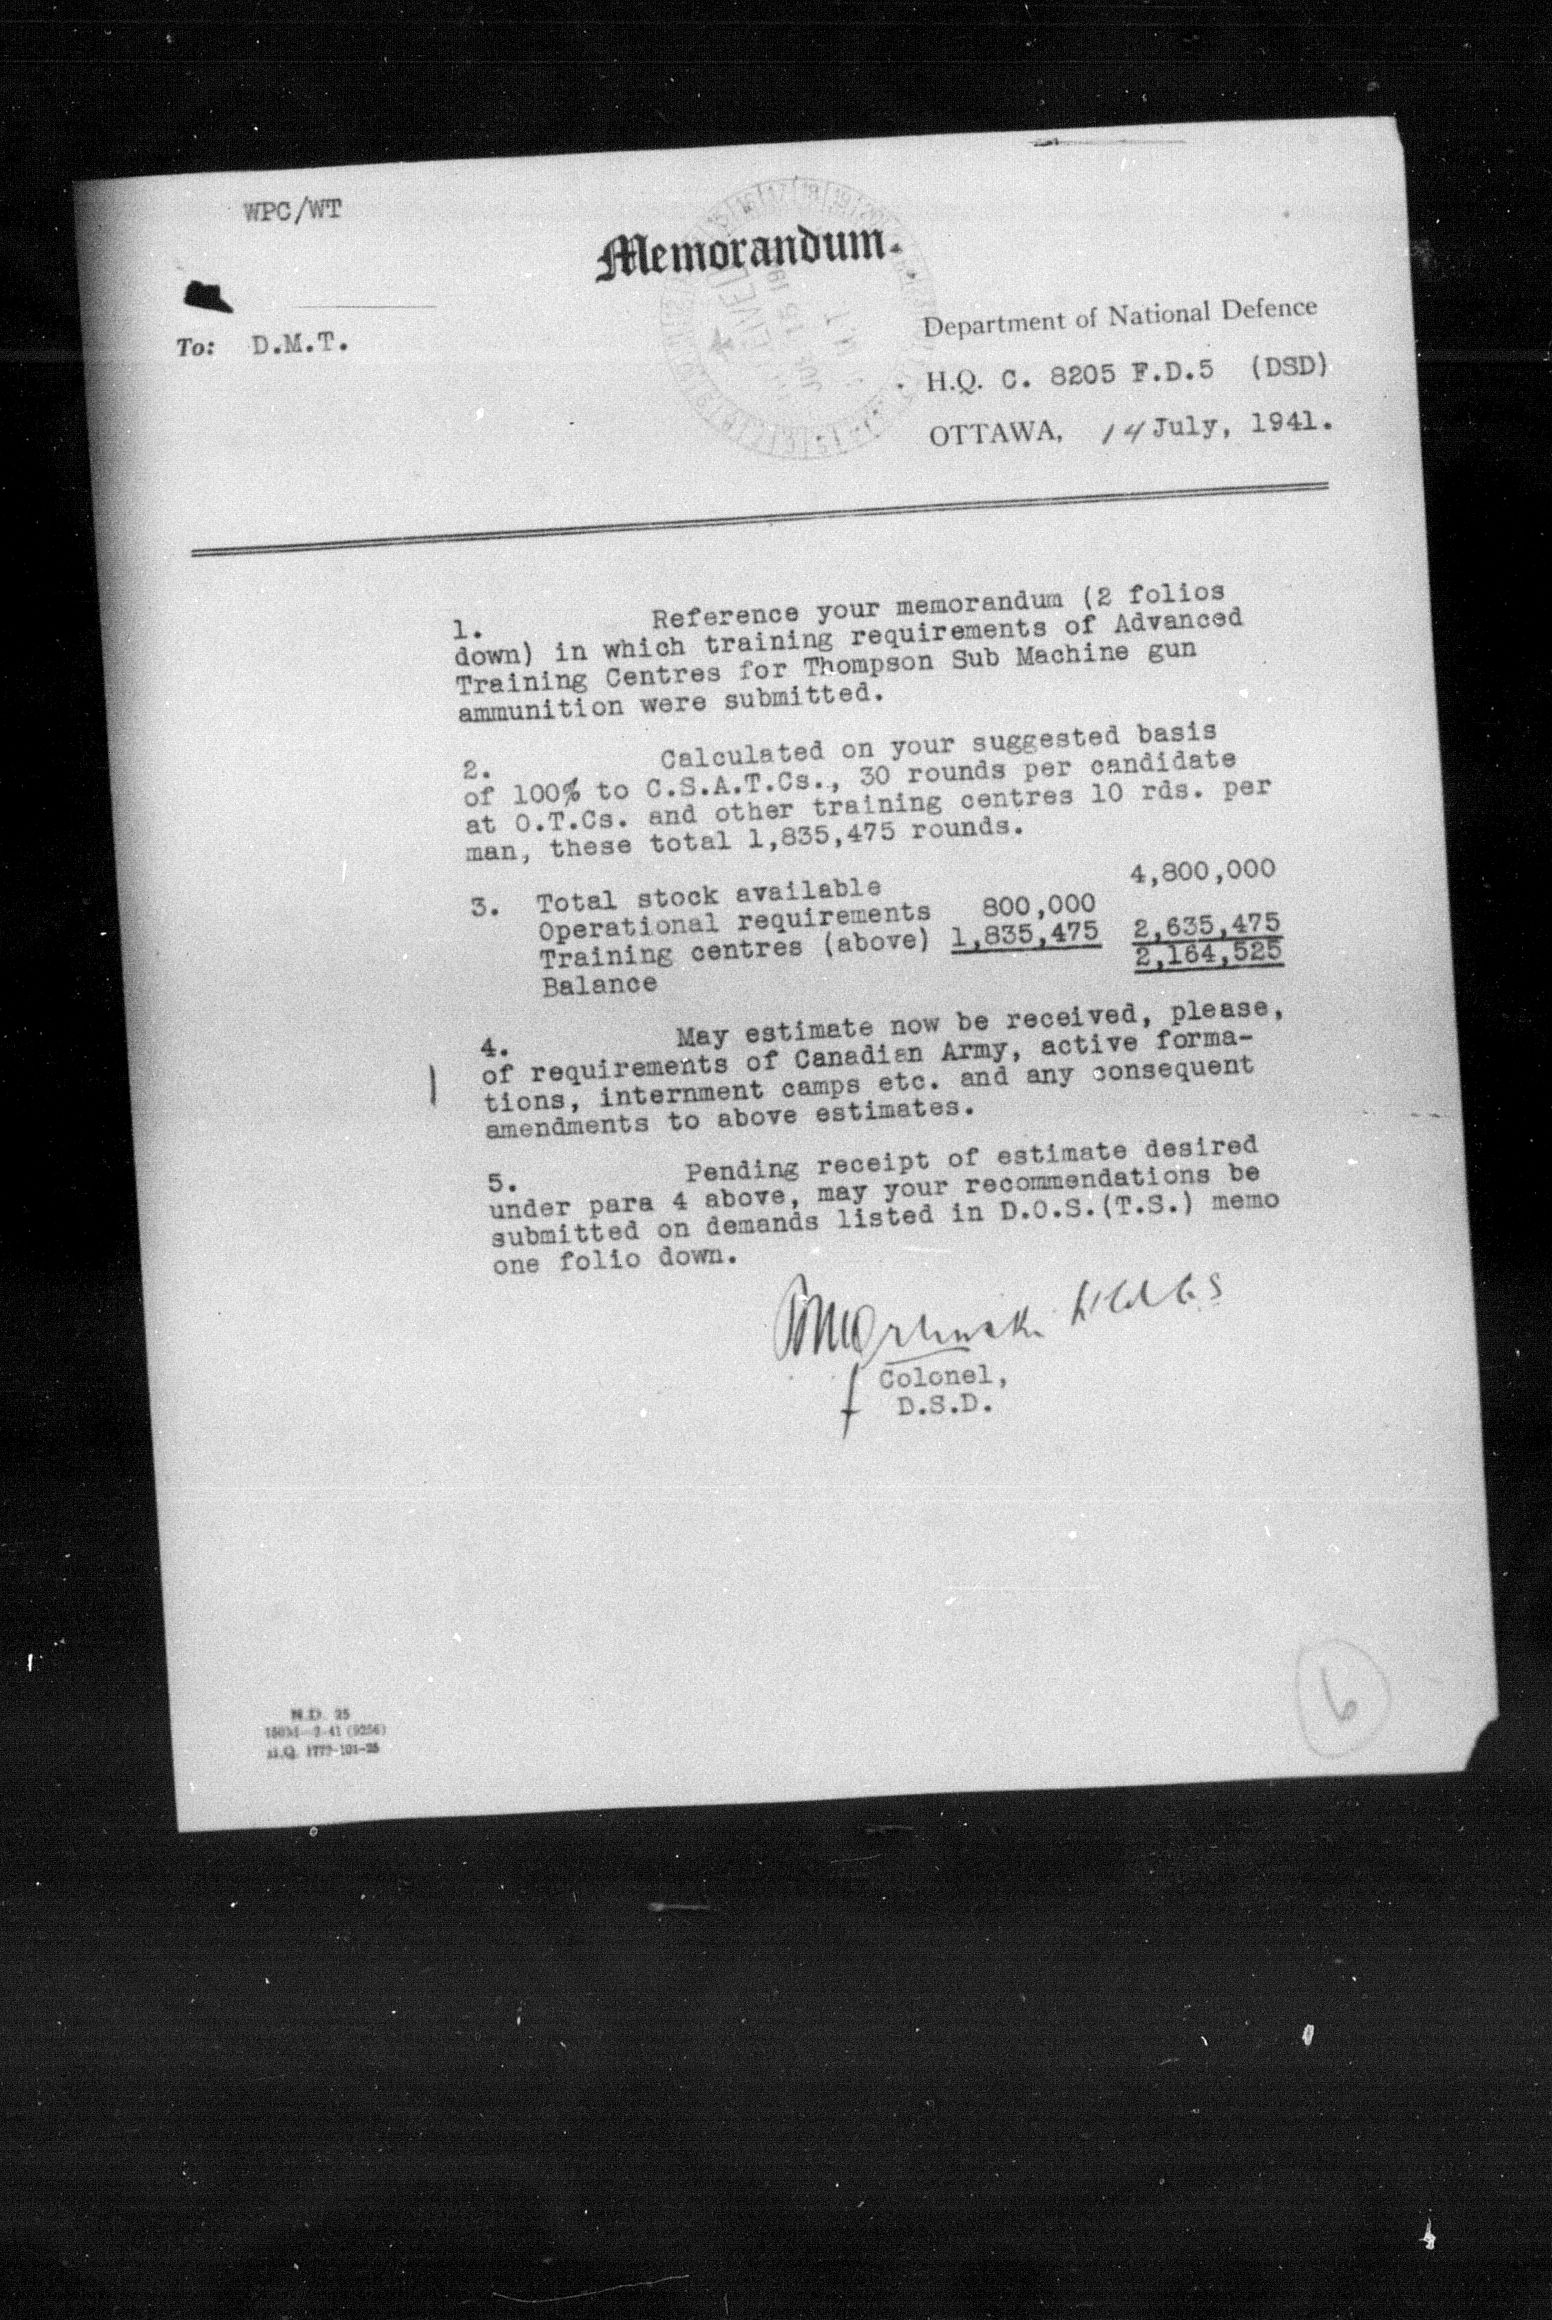 WPC/WT
Memorandum.
To: D.M.T.
Department of National Defence
H.Q. C. 8205 F.D.5 (DSD)
OTTAWA, 14 July, 1941.
1. Reference your memorandum (2 folios
down) in which training requirements of Advanced
Training Centres for Thompson Sub Machine gun
ammunition were submitted.
2. Calculated on your suggested basis
of 100% to C.S.A.T.Cs., 30 rounds per candidate
at O.T.Cs. and other training centres 10 rds. per
man, these total 1,835,475 rounds.
3. Total stock available 4,800,000
Operational requirements 800,000
Training centres (above) 1,835,475 2,635,475
Balance 2,164,525
4. May estimate now be received, please,
of requirements of Canadian Army, active forma-
tions, internment camps etc. and any consequent
amendments to above estimates.
5. Pending receipt of estimate desired
under para 4 above, may your recommendations be
submitted on demands listed in D.O.S.(T.S.) memo
one folio down.
Colonel,
D.S.D.
6
N.D. 25
H.Q. 1772-101-25